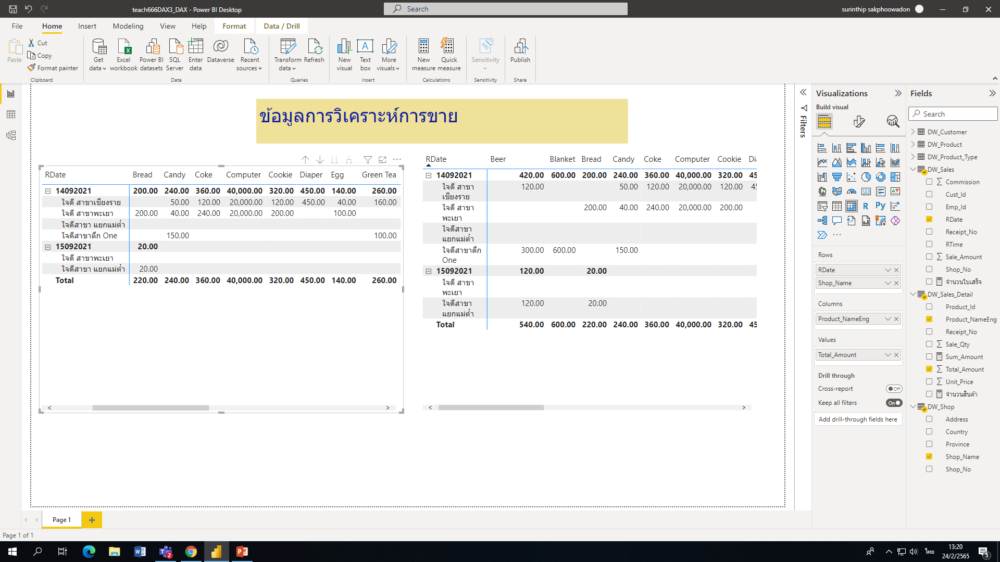 teach666DAX3_DAX - Power BI Desktop
Search
surinthip sakphoowadon
File Home Insert Modeling View Help Format Data / Drill
Paste
Cut
Copy
Format painter
Clipboard
Get data
Excel workbook
Power BI datasets
SQL Server
Enter data
Dataverse
Recent sources
Data
Transform data
Refresh
Queries
New visual
Text box
More visuals
Insert
New measure
Quick measure
Calculations
Sensitivity
Sensitivity
Publish
Share
ข้อมูลการวิเคราะห์การขาย
RDate Bread Candy Coke Computer Cookie Diaper Egg Green Tea
14092021 200.00 240.00 360.00 40,000.00 320.00 450.00 140.00 260.00
ใจดี สาขาเชียงราย 50.00 120.00 20,000.00 120.00 450.00 40.00 160.00
ใจดี สาขาพะเยา 200.00 40.00 240.00 20,000.00 200.00 100.00
ใจดีสาขา แยกแม่ต๋ำ
ใจดีสาขาตึก One 150.00 100.00
15092021 20.00
ใจดี สาขาพะเยา
ใจดีสาขา แยกแม่ต๋ำ 20.00
Total 220.00 240.00 360.00 40,000.00 320.00 450.00 140.00 260.00
RDate Beer Blanket Bread Candy Coke Computer Cookie Di
14092021 420.00 600.00 200.00 240.00 360.00 40,000.00 320.00 45
ใจดี สาขา 120.00 50.00 120.00 20,000.00 120.00 45
เชียงราย
ใจดี สาขา 200.00 40.00 240.00 20,000.00 200.00
พะเยา
ใจดีสาขา
แยกแม่ต๋ำ
ใจดีสาขาตึก 300.00 600.00 150.00
One
15092021 120.00 20.00
ใจดี สาขา
พะเยา
ใจดีสาขา 120.00 20.00
แยกแม่ต๋ำ
Total 540.00 600.00 220.00 240.00 360.00 40,000.00 320.00 45
Filters
Visualizations
Build visual
R Py
123
Rows
RDate
Shop_Name
Columns
Product_NameEng
Values
Total_Amount
Drill through
Cross-report Off
Keep all filters On
Add drill-through fields here
Fields
Search
DW_Customer
DW_Product
DW_Product_Type
DW_Sales
Commission
Cust_Id
Emp_Id
RDate
Receipt_No
RTime
Sale_Amount
Shop_No
จำนวนใบเสร็จ
DW_Sales_Detail
Product_Id
Product_NameEng
Receipt_No
Sale_Qty
Sum_Amount
Total_Amount
Unit_Price
จำนวนสินค้า
DW_Shop
Address
Country
Province
Shop_Name
Shop_No
Page 1
Page 1 of 1
2
ไทย
13:20
24/2/2565
5